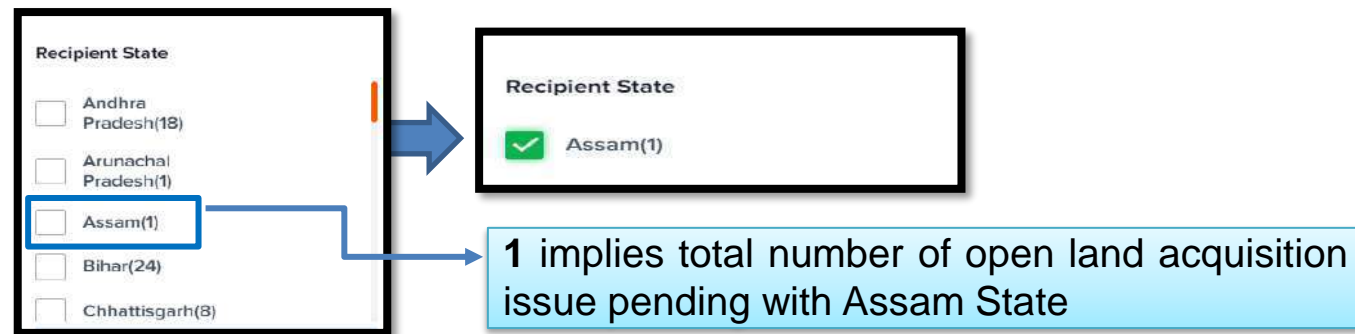 Recipient State
Andhra
Pradesh(18)
Arunachal
Pradesh(1)
Assam(1)
Bihar(24)
Chhattisgarh(8)
Recipient State
Assam(1)
1 implies total number of open land acquisition
issue pending with Assam State